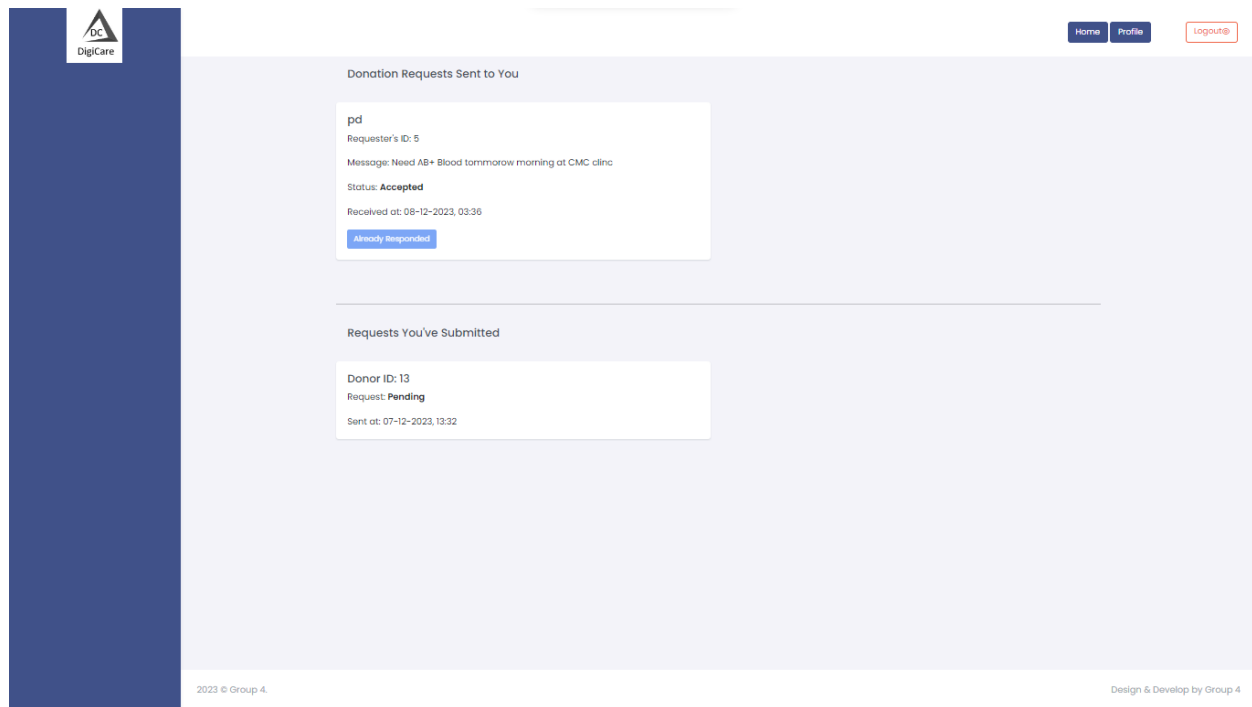 DC
DigiCare
Home Profile Logout
Donation Requests Sent to You
pd
Requester's ID: 5
Message: Need AB+ Blood tommorow morning at CMC clinc
Status: Accepted
Received at: 08-12-2023, 03:36
Already Responded
Requests You've Submitted
Donor ID: 13
Request: Pending
Sent at: 07-12-2023, 13:32
2023 © Group 4. Design & Develop by Group 4